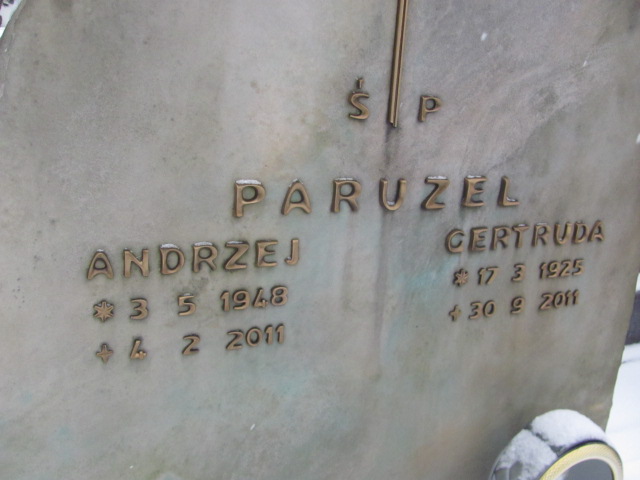 Ś P
PARUZEL
ANDRZEJ
* 3 5 1948
+ 4 2 2011
GERTRUDA
* 17 3 1925
+ 30 9 2011